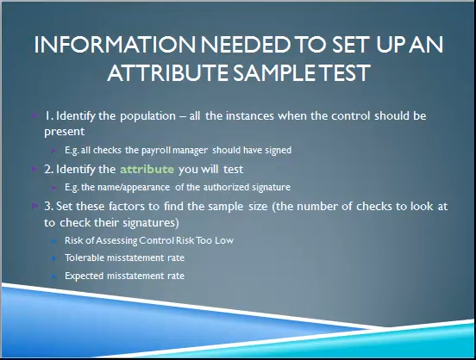 INFORMATION NEEDED TO SET UP AN
ATTRIBUTE SAMPLE TEST
1. Identify the population – all the instances when the control should be
present
E.g. all checks the payroll manager should have signed
2. Identify the attribute you will test
E.g. the name/appearance of the authorized signature
3. Set these factors to find the sample size (the number of checks to look at
to check their signatures)
Risk of Assessing Control Risk Too Low
Tolerable misstatement rate
Expected misstatement rate